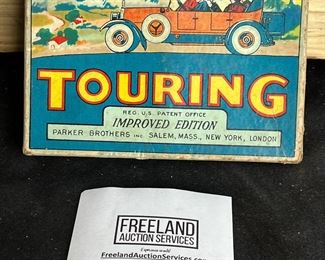 TOURING
REG. U.S. PATENT OFFICE
IMPROVED EDITION
PARKER BROTHERS INC SALEM, MASS., NEW YORK, LONDON
FREELAND
AUCTION SERVICES
FreelandAuctionServices.com